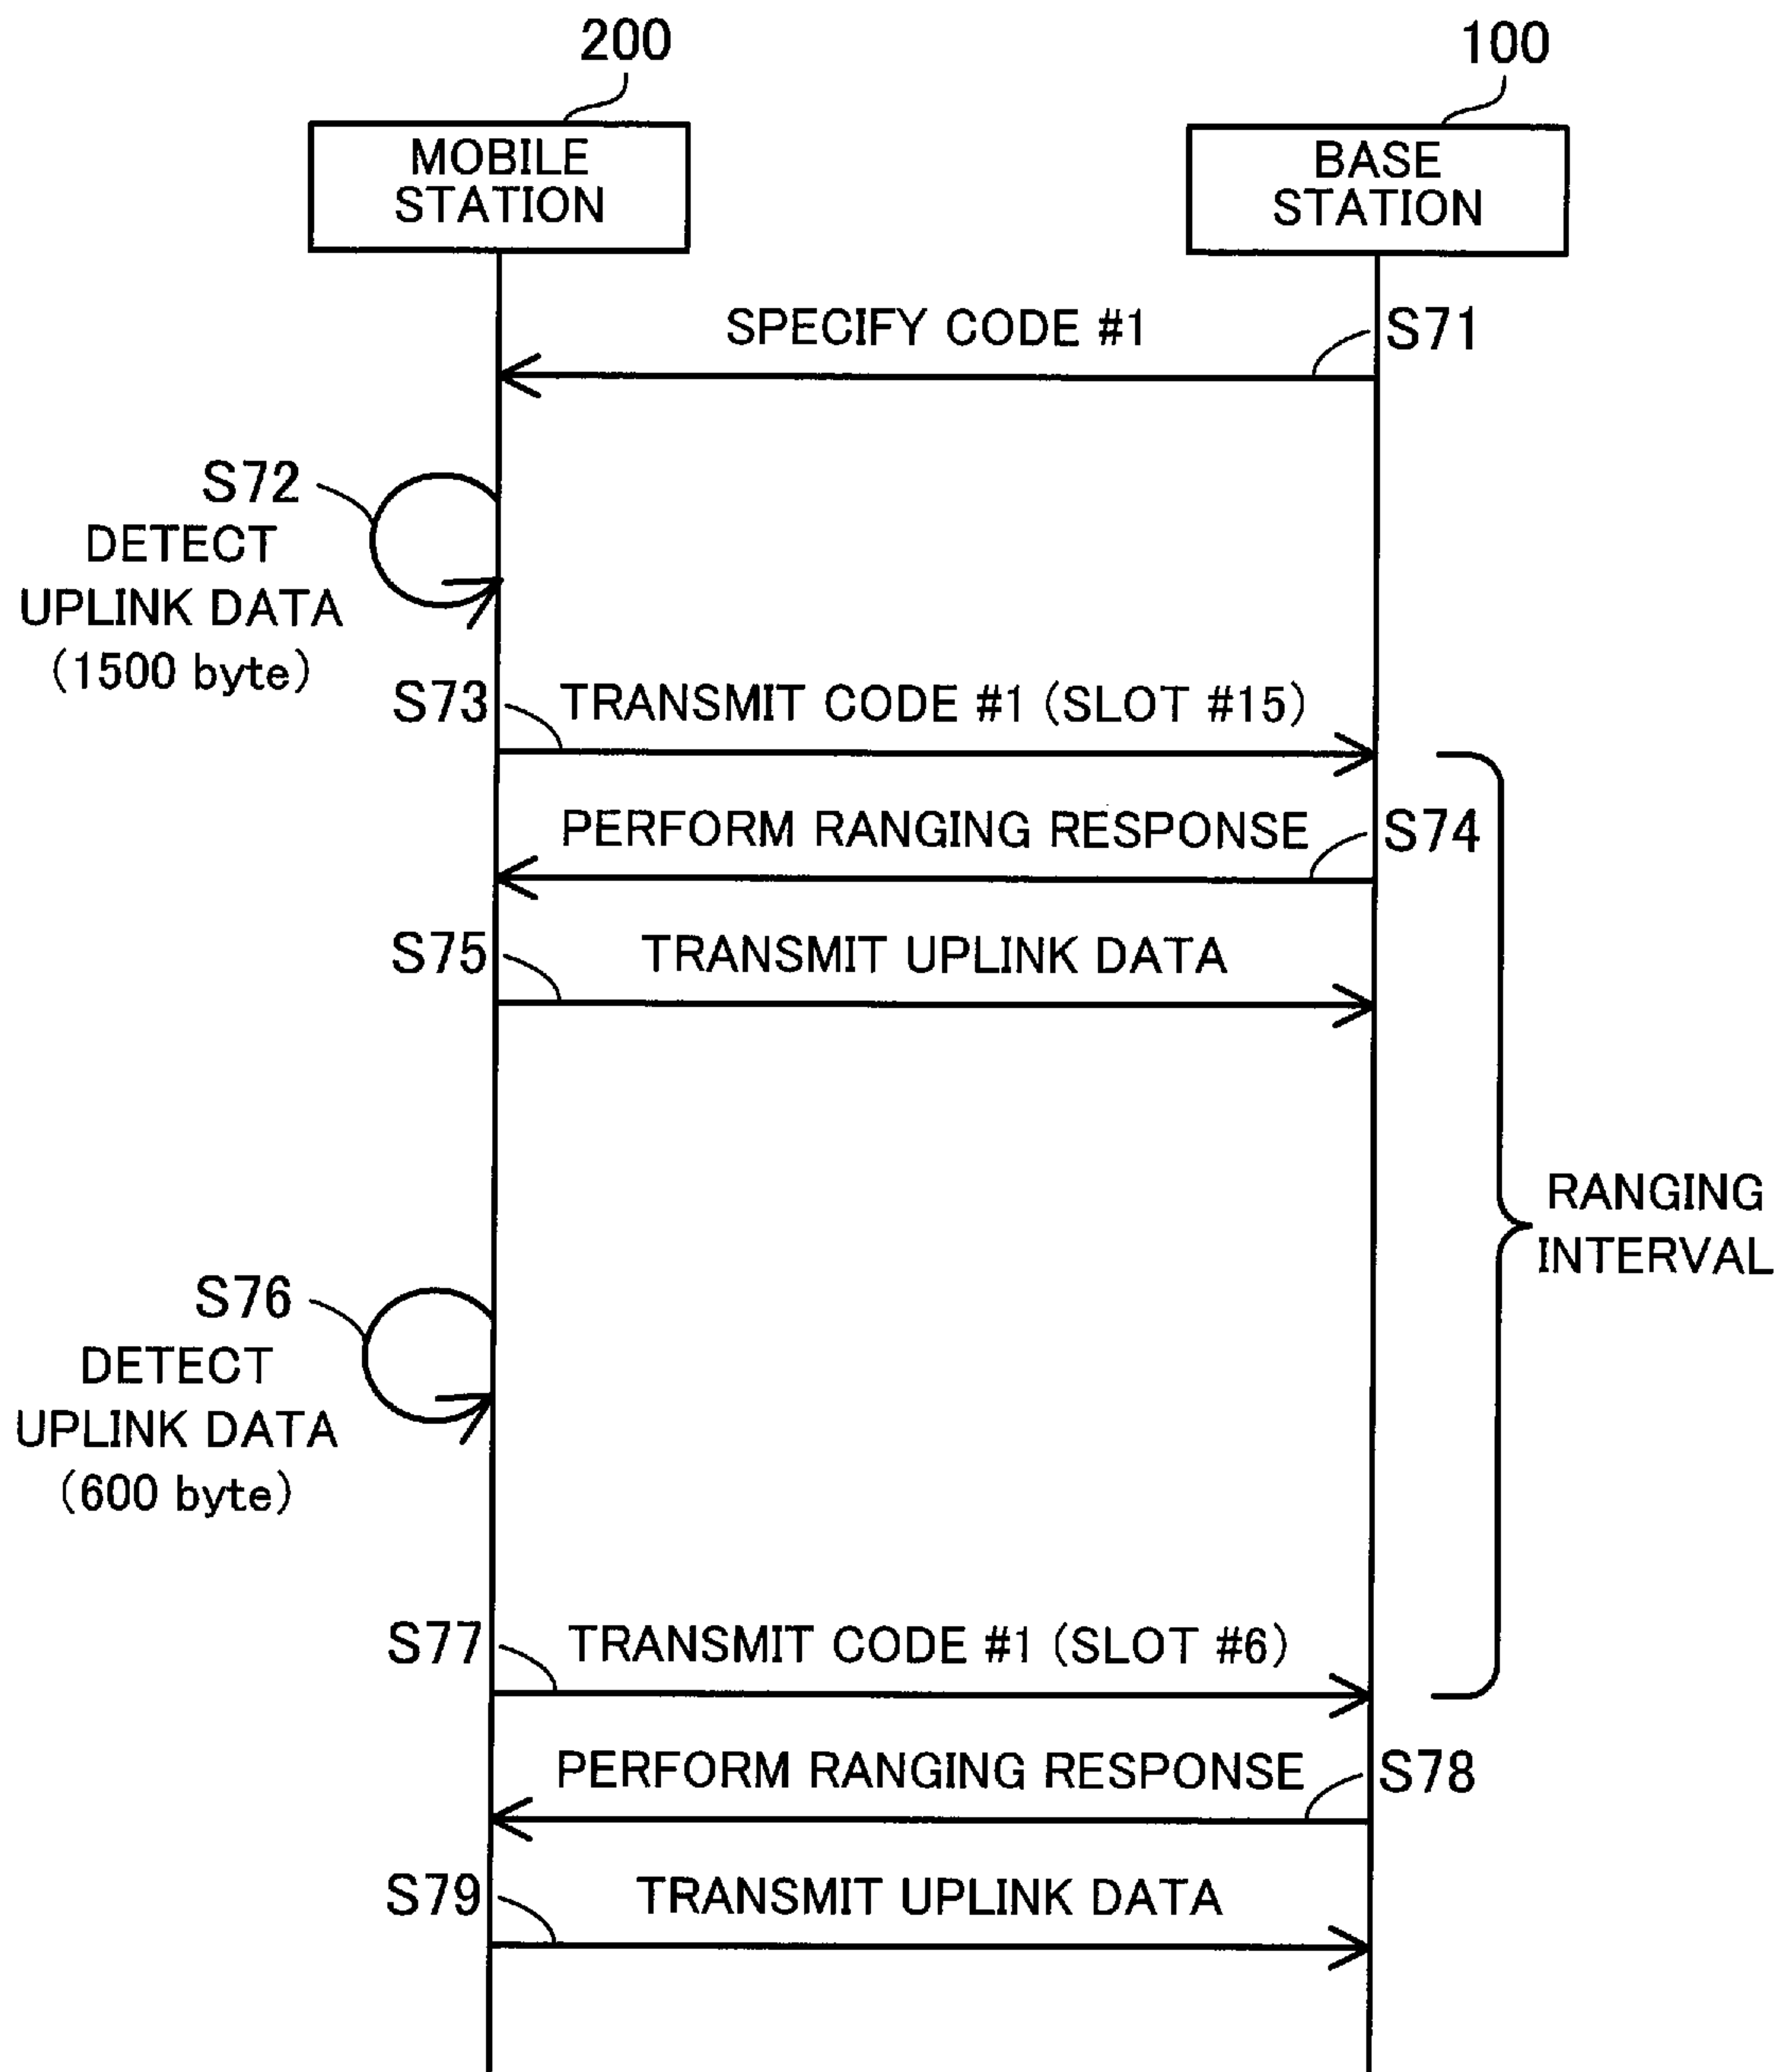 200
100
MOBILE
STATION
BASE
STATION
SPECIFY CODE #1
S71
S72
DETECT
UPLINK DATA
(1500 byte)
S73
TRANSMIT CODE #1 (SLOT #15)
PERFORM RANGING RESPONSE
S74
S75
TRANSMIT UPLINK DATA
RANGING
INTERVAL
S76
DETECT
UPLINK DATA
(600 byte)
S77
TRANSMIT CODE #1 (SLOT #6)
PERFORM RANGING RESPONSE
S78
S79
TRANSMIT UPLINK DATA